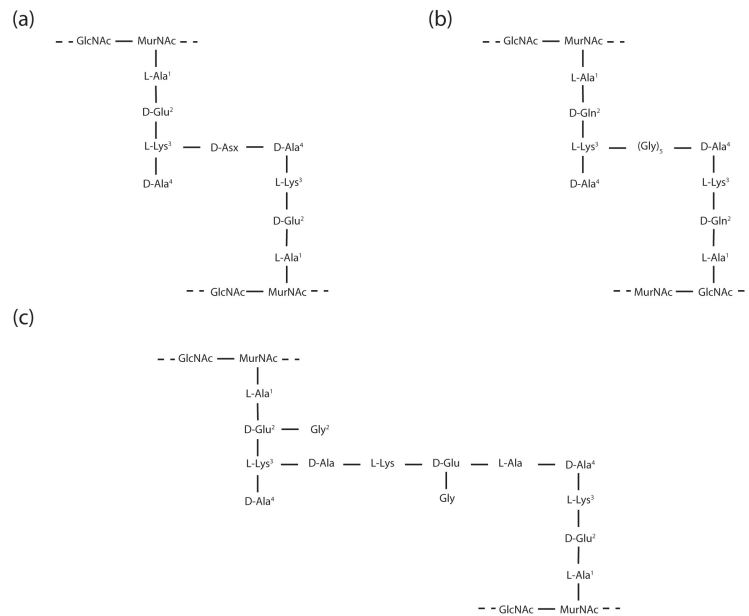 (a)
GlcNAc MurNAc
L-Ala¹
D-Glu²
L-Lys³ D-Asx D-Ala⁴
D-Ala⁴ L-Lys³
D-Glu²
L-Ala¹
GlcNAc MurNAc
(b)
GlcNAc MurNAc
L-Ala¹
D-Gln²
L-Lys³ (Gly)₅ D-Ala⁴
D-Ala⁴ L-Lys³
D-Gln²
L-Ala¹
MurNAc GlcNAc
(c)
GlcNAc MurNAc
L-Ala¹
D-Glu² Gly²
L-Lys³ D-Ala L-Lys D-Glu L-Ala D-Ala⁴
D-Ala⁴ Gly L-Lys³
D-Glu²
L-Ala¹
GlcNAc MurNAc